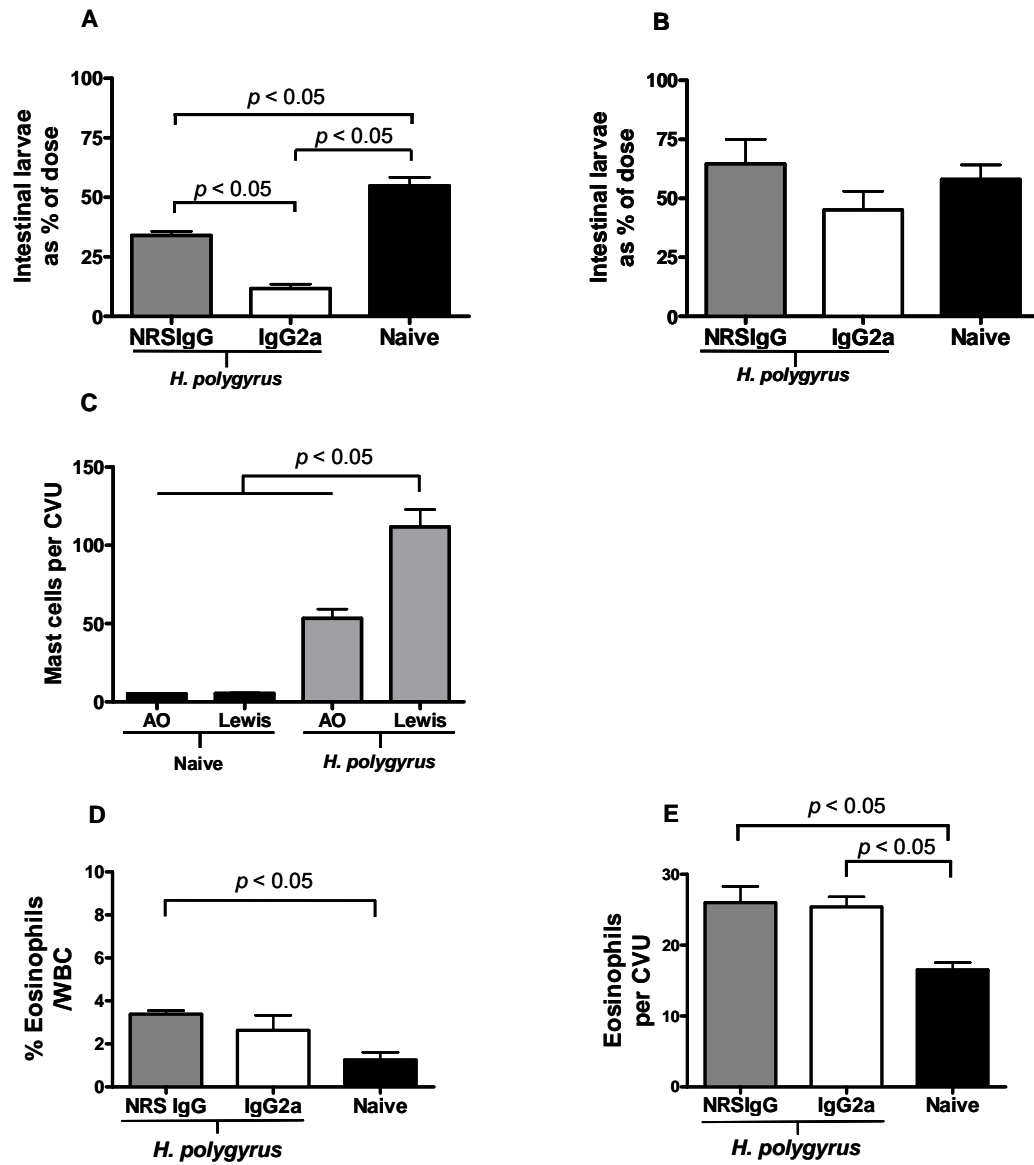 A
Intestinal larvae
as % of dose
100
75
50
25
0
p < 0.05
p < 0.05
p < 0.05
NRSIgG IgG2a Naive
H. polygyrus
B
Intestinal larvae
as % of dose
100
75
50
25
0
NRSIgG IgG2a Naive
H. polygyrus
C
Mast cells per CVU
150
100
50
0
p < 0.05
AO Lewis AO Lewis
Naive H. polygyrus
D
% Eosinophils
/WBC
10
8
6
4
2
0
p < 0.05
NRS IgG IgG2a Naive
H. polygyrus
E
Eosinophils
per CVU
30
20
10
0
p < 0.05
p < 0.05
NRSIgG IgG2a Naive
H. polygyrus